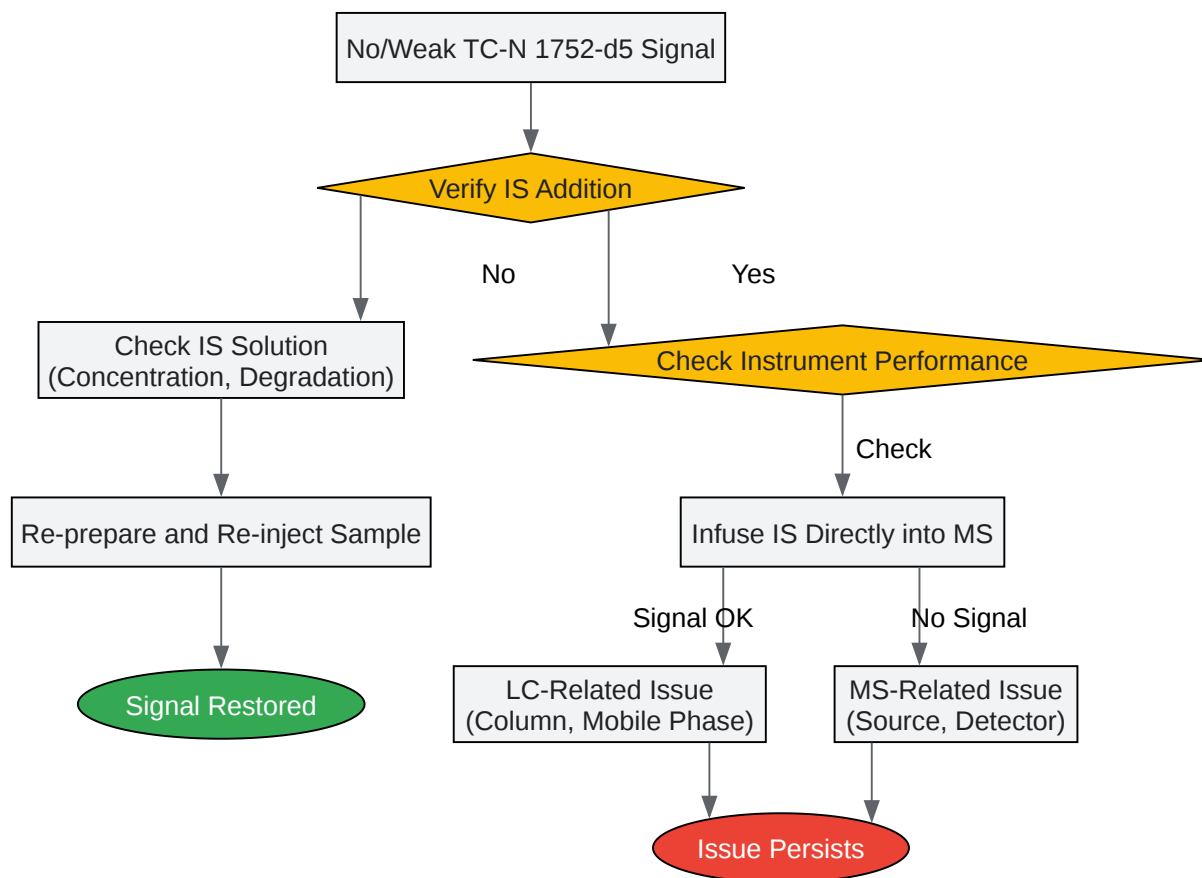 No/Weak TC-N 1752-d5 Signal
Verify IS Addition
No
Yes
Check IS Solution
(Concentration, Degradation)
Check Instrument Performance
Check
Re-prepare and Re-inject Sample
Infuse IS Directly into MS
Signal OK
No Signal
Signal Restored
LC-Related Issue
(Column, Mobile Phase)
MS-Related Issue
(Source, Detector)
Issue Persists